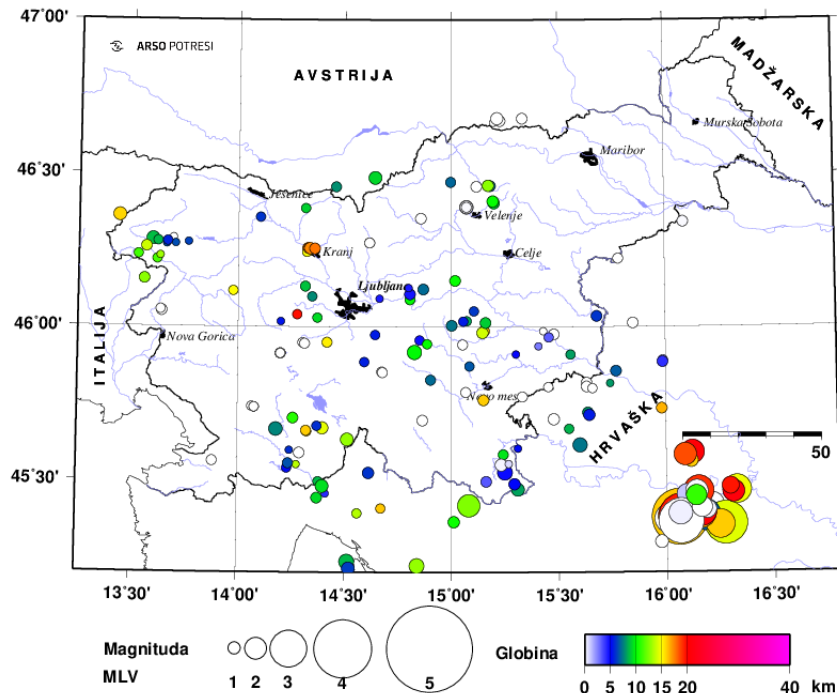 47°00'
ARSO POTRESI
AVSTRIJA
MADŽARSKA
Murska Sobota
Maribor
46°30'
Jesenice
Velenje
Kranj
Celje
Ljubljana
46°00'
Nova Gorica
ITALIJA
Novo mes
HRVAŠKA
50
45°30'
13°30' 14°00' 14°30' 15°00' 15°30' 16°00' 16°30'
Magnituda
MLV
1 2 3 4 5
Globina
0 5 10 15 20 40 km